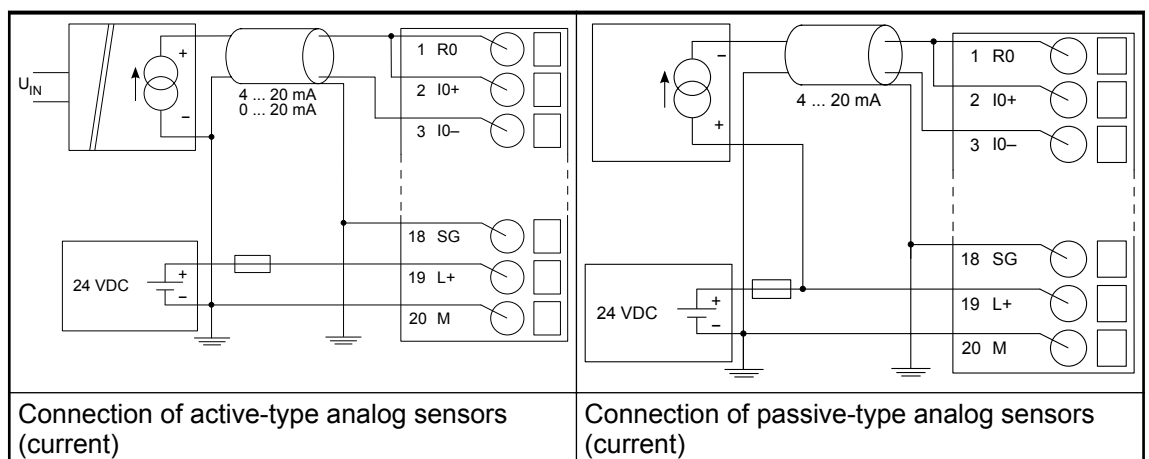 U_IN
+
−
4 ... 20 mA
0 ... 20 mA
1 R0
2 I0+
3 I0–
18 SG
19 L+
20 M
24 VDC
+
−
Connection of active-type analog sensors
(current)
−
+
4 ... 20 mA
1 R0
2 I0+
3 I0–
18 SG
19 L+
20 M
24 VDC
+
−
Connection of passive-type analog sensors
(current)